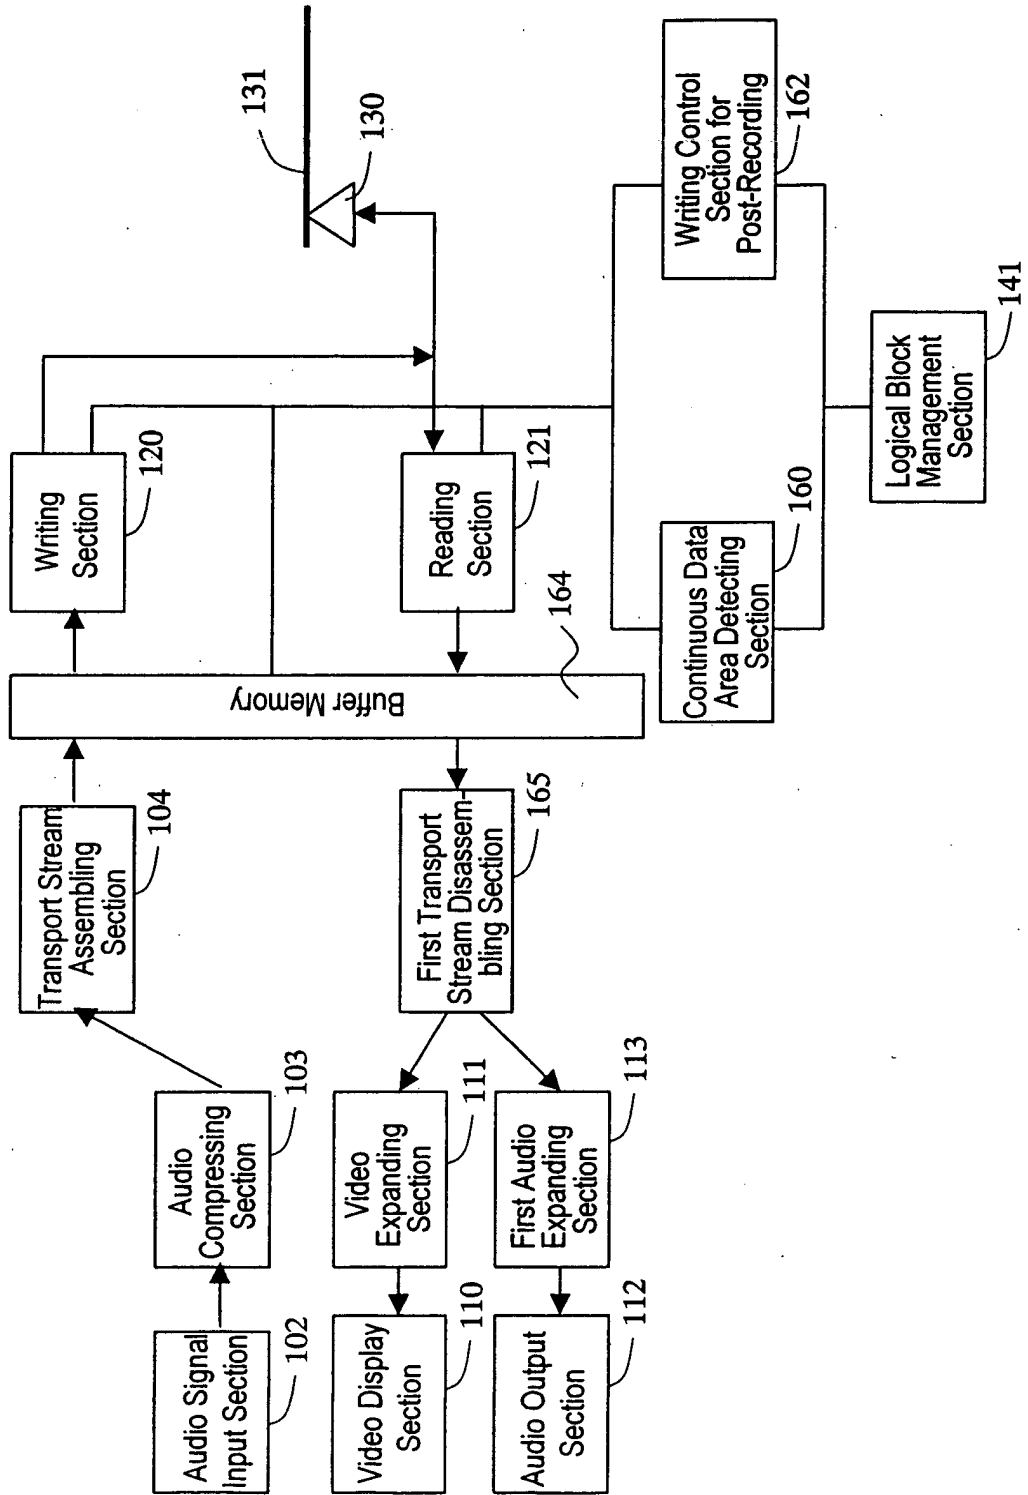 Audio Signal
Input Section
102
Audio
Compressing
Section
103
Transport Stream
Assembling
Section
104
Buffer Memory
164
Writing
Section
120
131
130
Video Display
Section
110
Video
Expanding
Section
111
First Transport
Stream Disassem-
bling Section
165
Reading
Section
121
Audio Output
Section
112
First Audio
Expanding
Section
113
Continuous Data
Area Detecting
Section
160
Writing Control
Section for
Post-Recording
162
Logical Block
Management
Section
141